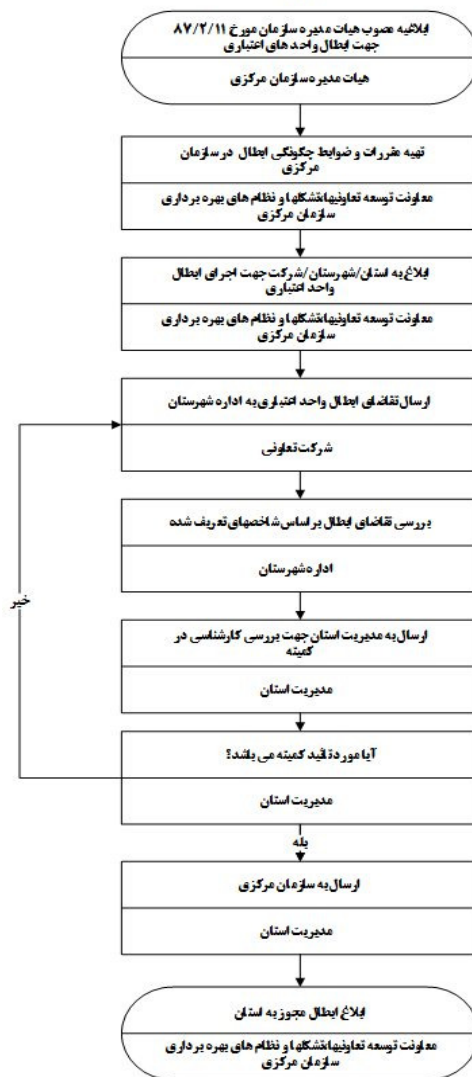 ابلاغیه مصوب هیات مدیره سازمان مورخ ۸۷/۲/۱۱
جهت ابطال واحد های اعتباری
هیات مدیره سازمان مرکزی
تهیه مقررات و ضوابط چگونگی ابطال در سازمان
مرکزی
معاونت توسعه تعاونیها،تشکلها و نظام های بهره برداری
سازمان مرکزی
ابلاغ به استان/شهرستان/شرکت جهت اجرای ابطال
واحد اعتباری
معاونت توسعه تعاونیها،تشکلها و نظام های بهره برداری
سازمان مرکزی
ارسال تقاضای ابطال واحد اعتباری به اداره شهرستان
شرکت تعاونی
بررسی تقاضای ابطال بر اساس شاخصهای تعریف شده
اداره شهرستان
خیر
ارسال به مدیریت استان جهت بررسی کارشناسی در
کمیته
مدیریت استان
آیا مورد تائید کمیته می باشد؟
مدیریت استان
بله
ارسال به سازمان مرکزی
مدیریت استان
ابلاغ ابطال مجوز به استان
معاونت توسعه تعاونیها،تشکلها و نظام های بهره برداری
سازمان مرکزی